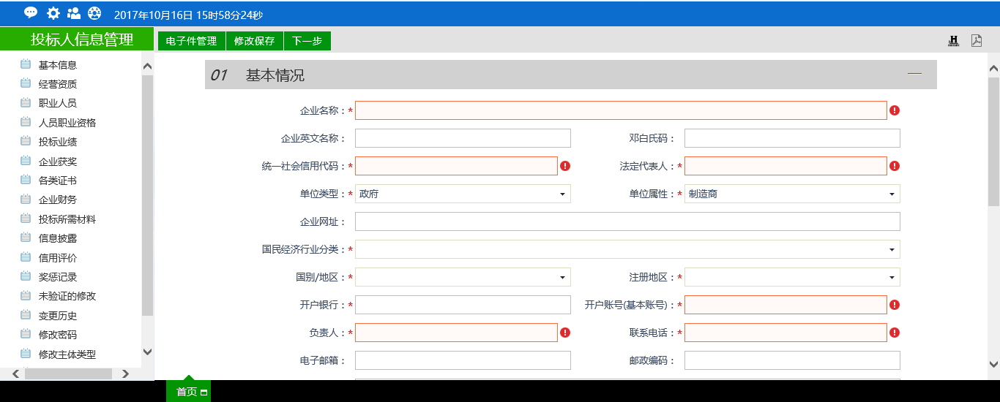 2017年10月16日 15时58分24秒
投标人信息管理
电子件管理 修改保存 下一步
基本信息
经营资质
职业人员
人员职业资格
投标业绩
企业获奖
各类证书
企业财务
投标所需材料
信息披露
信用评价
奖惩记录
未验证的修改
变更历史
修改密码
修改主体类型
01 基本情况
企业名称：*
企业英文名称： 邓白氏码：
统一社会信用代码：* 法定代表人：*
单位类型：* 政府 单位属性：* 制造商
企业网址：
国民经济行业分类：*
国别/地区：* 注册地区：*
开户银行：* 开户账号(基本账号)：*
负责人：* 联系电话：*
电子邮箱： 邮政编码：
首页